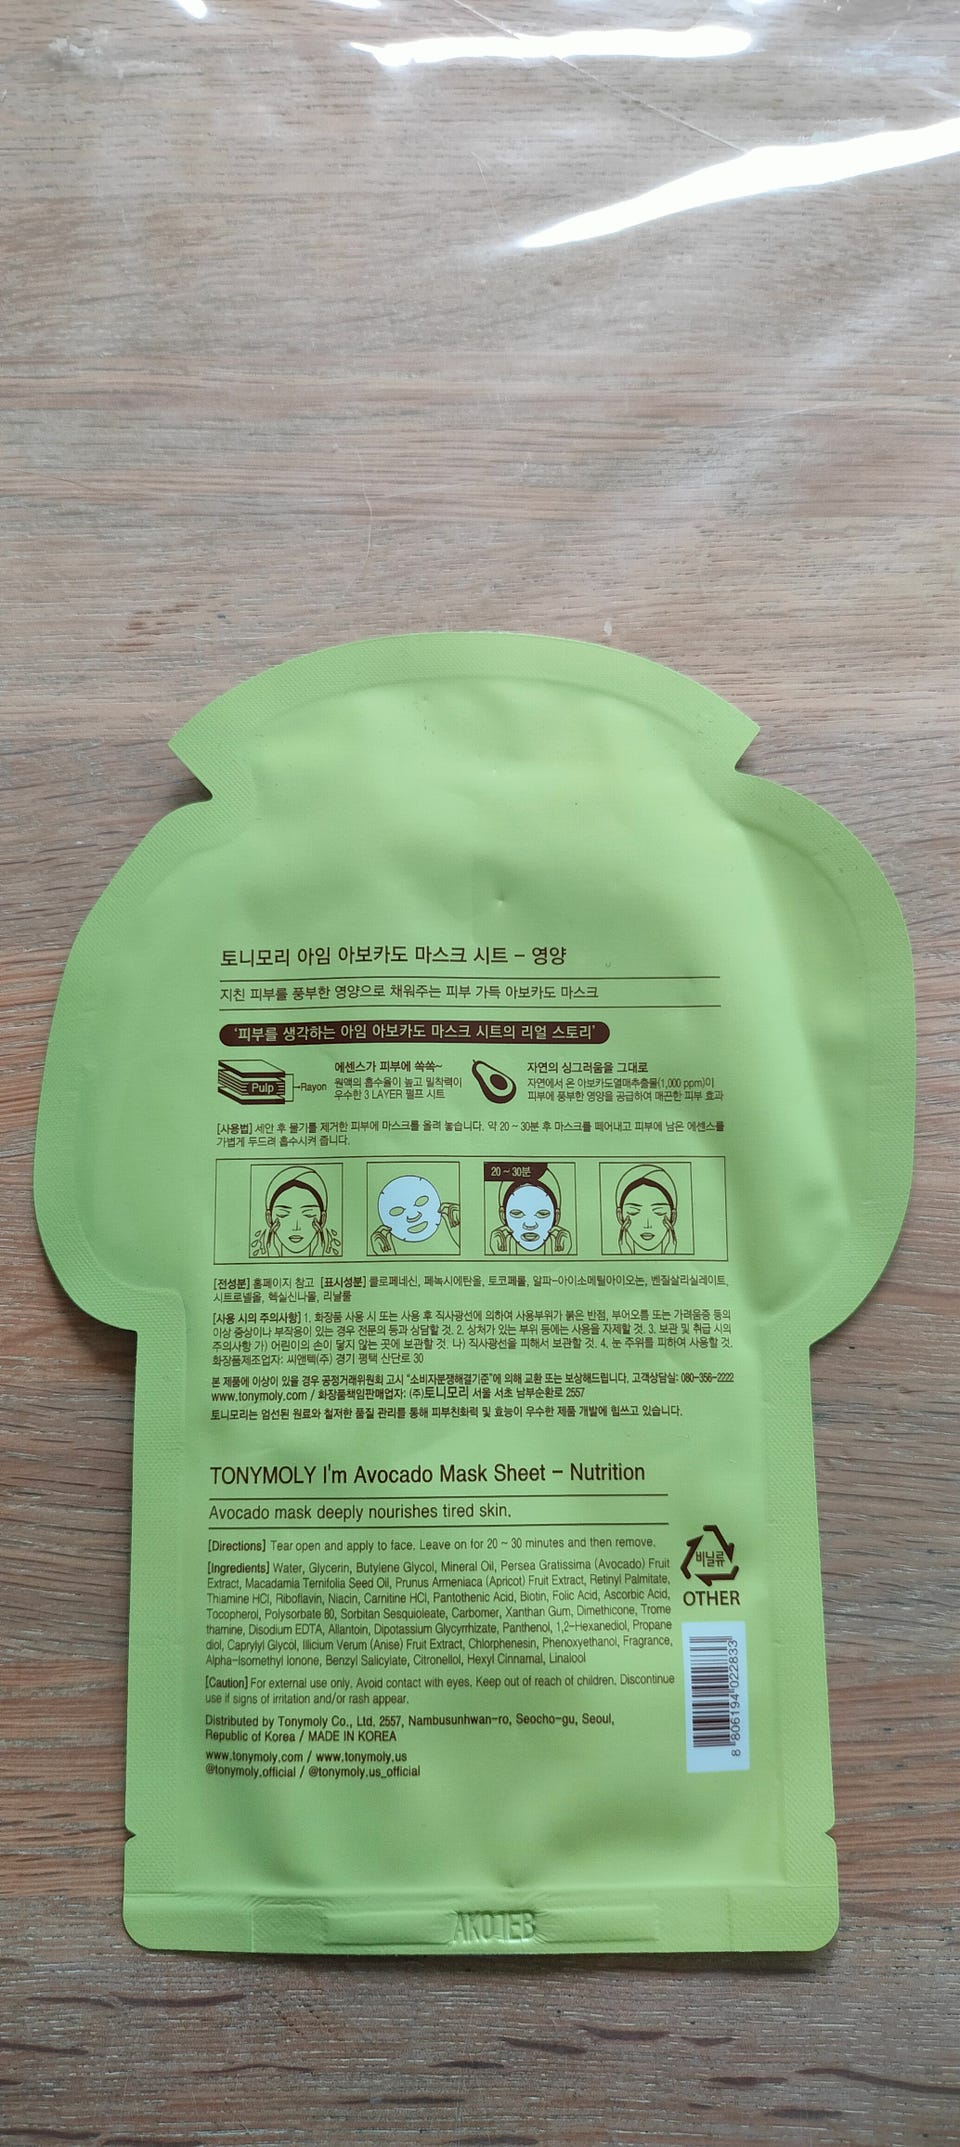 토니모리 아임 아보카도 마스크 시트 – 영양
지친 피부를 풍부한 영양으로 채워주는 피부 가득 아보카도 마스크
'피부를 생각하는 아임 아보카도 마스크 시트의 리얼 스토리'
Pulp
Rayon
에센스가 피부에 쏙쏙~
원액의 흡수율이 높고 밀착력이
우수한 3 LAYER 펄프 시트
자연의 싱그러움을 그대로
자연에서 온 아보카도열매추출물(1,000 ppm)이
피부에 풍부한 영양을 공급하여 매끈한 피부 효과
[사용법] 세안 후 물기를 제거한 피부에 마스크를 올려 놓습니다. 약 20 ~ 30분 후 마스크를 떼어내고 피부에 남은 에센스를
가볍게 두드려 흡수시켜 줍니다.
20 ~ 30분
[전성분] 홈페이지 참고 [표시성분] 클로페네신, 페녹시에탄올, 토코페롤, 알파-아이소메틸아이오논, 벤질살리실레이트,
시트로넬올, 헥실신나몰, 리날룰
[사용 시의 주의사항] 1. 화장품 사용 시 또는 사용 후 직사광선에 의하여 사용부위가 붉은 반점, 부어오름 또는 가려움증 등의
이상 증상이나 부작용이 있는 경우 전문의 등과 상담할 것. 2. 상처가 있는 부위 등에는 사용을 자제할 것. 3. 보관 및 취급 시의
주의사항 가) 어린이의 손이 닿지 않는 곳에 보관할 것. 나) 직사광선을 피해서 보관할 것. 4. 눈 주위를 피하여 사용할 것.
화장품제조업자: 씨앤텍(주) 경기 평택 산단로 30
본 제품에 이상이 있을 경우 공정거래위원회 고시 "소비자분쟁해결기준"에 의해 교환 또는 보상해드립니다. 고객상담실: 080-356-2222
www.tonymoly.com / 화장품책임판매업자: (주)토니모리 서울 서초 남부순환로 2557
토니모리는 엄선된 원료와 철저한 품질 관리를 통해 피부친화력 및 효능이 우수한 제품 개발에 힘쓰고 있습니다.
TONYMOLY I'm Avocado Mask Sheet – Nutrition
Avocado mask deeply nourishes tired skin.
[Directions] Tear open and apply to face. Leave on for 20 ~ 30 minutes and then remove.
[Ingredients] Water, Glycerin, Butylene Glycol, Mineral Oil, Persea Gratissima (Avocado) Fruit
Extract, Macadamia Ternifolia Seed Oil, Prunus Armeniaca (Apricot) Fruit Extract, Retinyl Palmitate,
Thiamine HCl, Riboflavin, Niacin, Carnitine HCl, Pantothenic Acid, Biotin, Folic Acid, Ascorbic Acid,
Tocopherol, Polysorbate 80, Sorbitan Sesquioleate, Carbomer, Xanthan Gum, Dimethicone, Trome
thamine, Disodium EDTA, Allantoin, Dipotassium Glycyrrhizate, Panthenol, 1,2-Hexanediol, Propane
diol, Caprylyl Glycol, Illicium Verum (Anise) Fruit Extract, Chlorphenesin, Phenoxyethanol, Fragrance,
Alpha-Isomethyl Ionone, Benzyl Salicylate, Citronellol, Hexyl Cinnamal, Linalool
[Caution] For external use only. Avoid contact with eyes. Keep out of reach of children. Discontinue
use if signs of irritation and/or rash appear.
Distributed by Tonymoly Co., Ltd. 2557, Nambusunhwan-ro, Seocho-gu, Seoul,
Republic of Korea / MADE IN KOREA
www.tonymoly.com / www.tonymoly.us
@tonymoly.official / @tonymoly.us_official
비닐류
OTHER
8 806194 022833